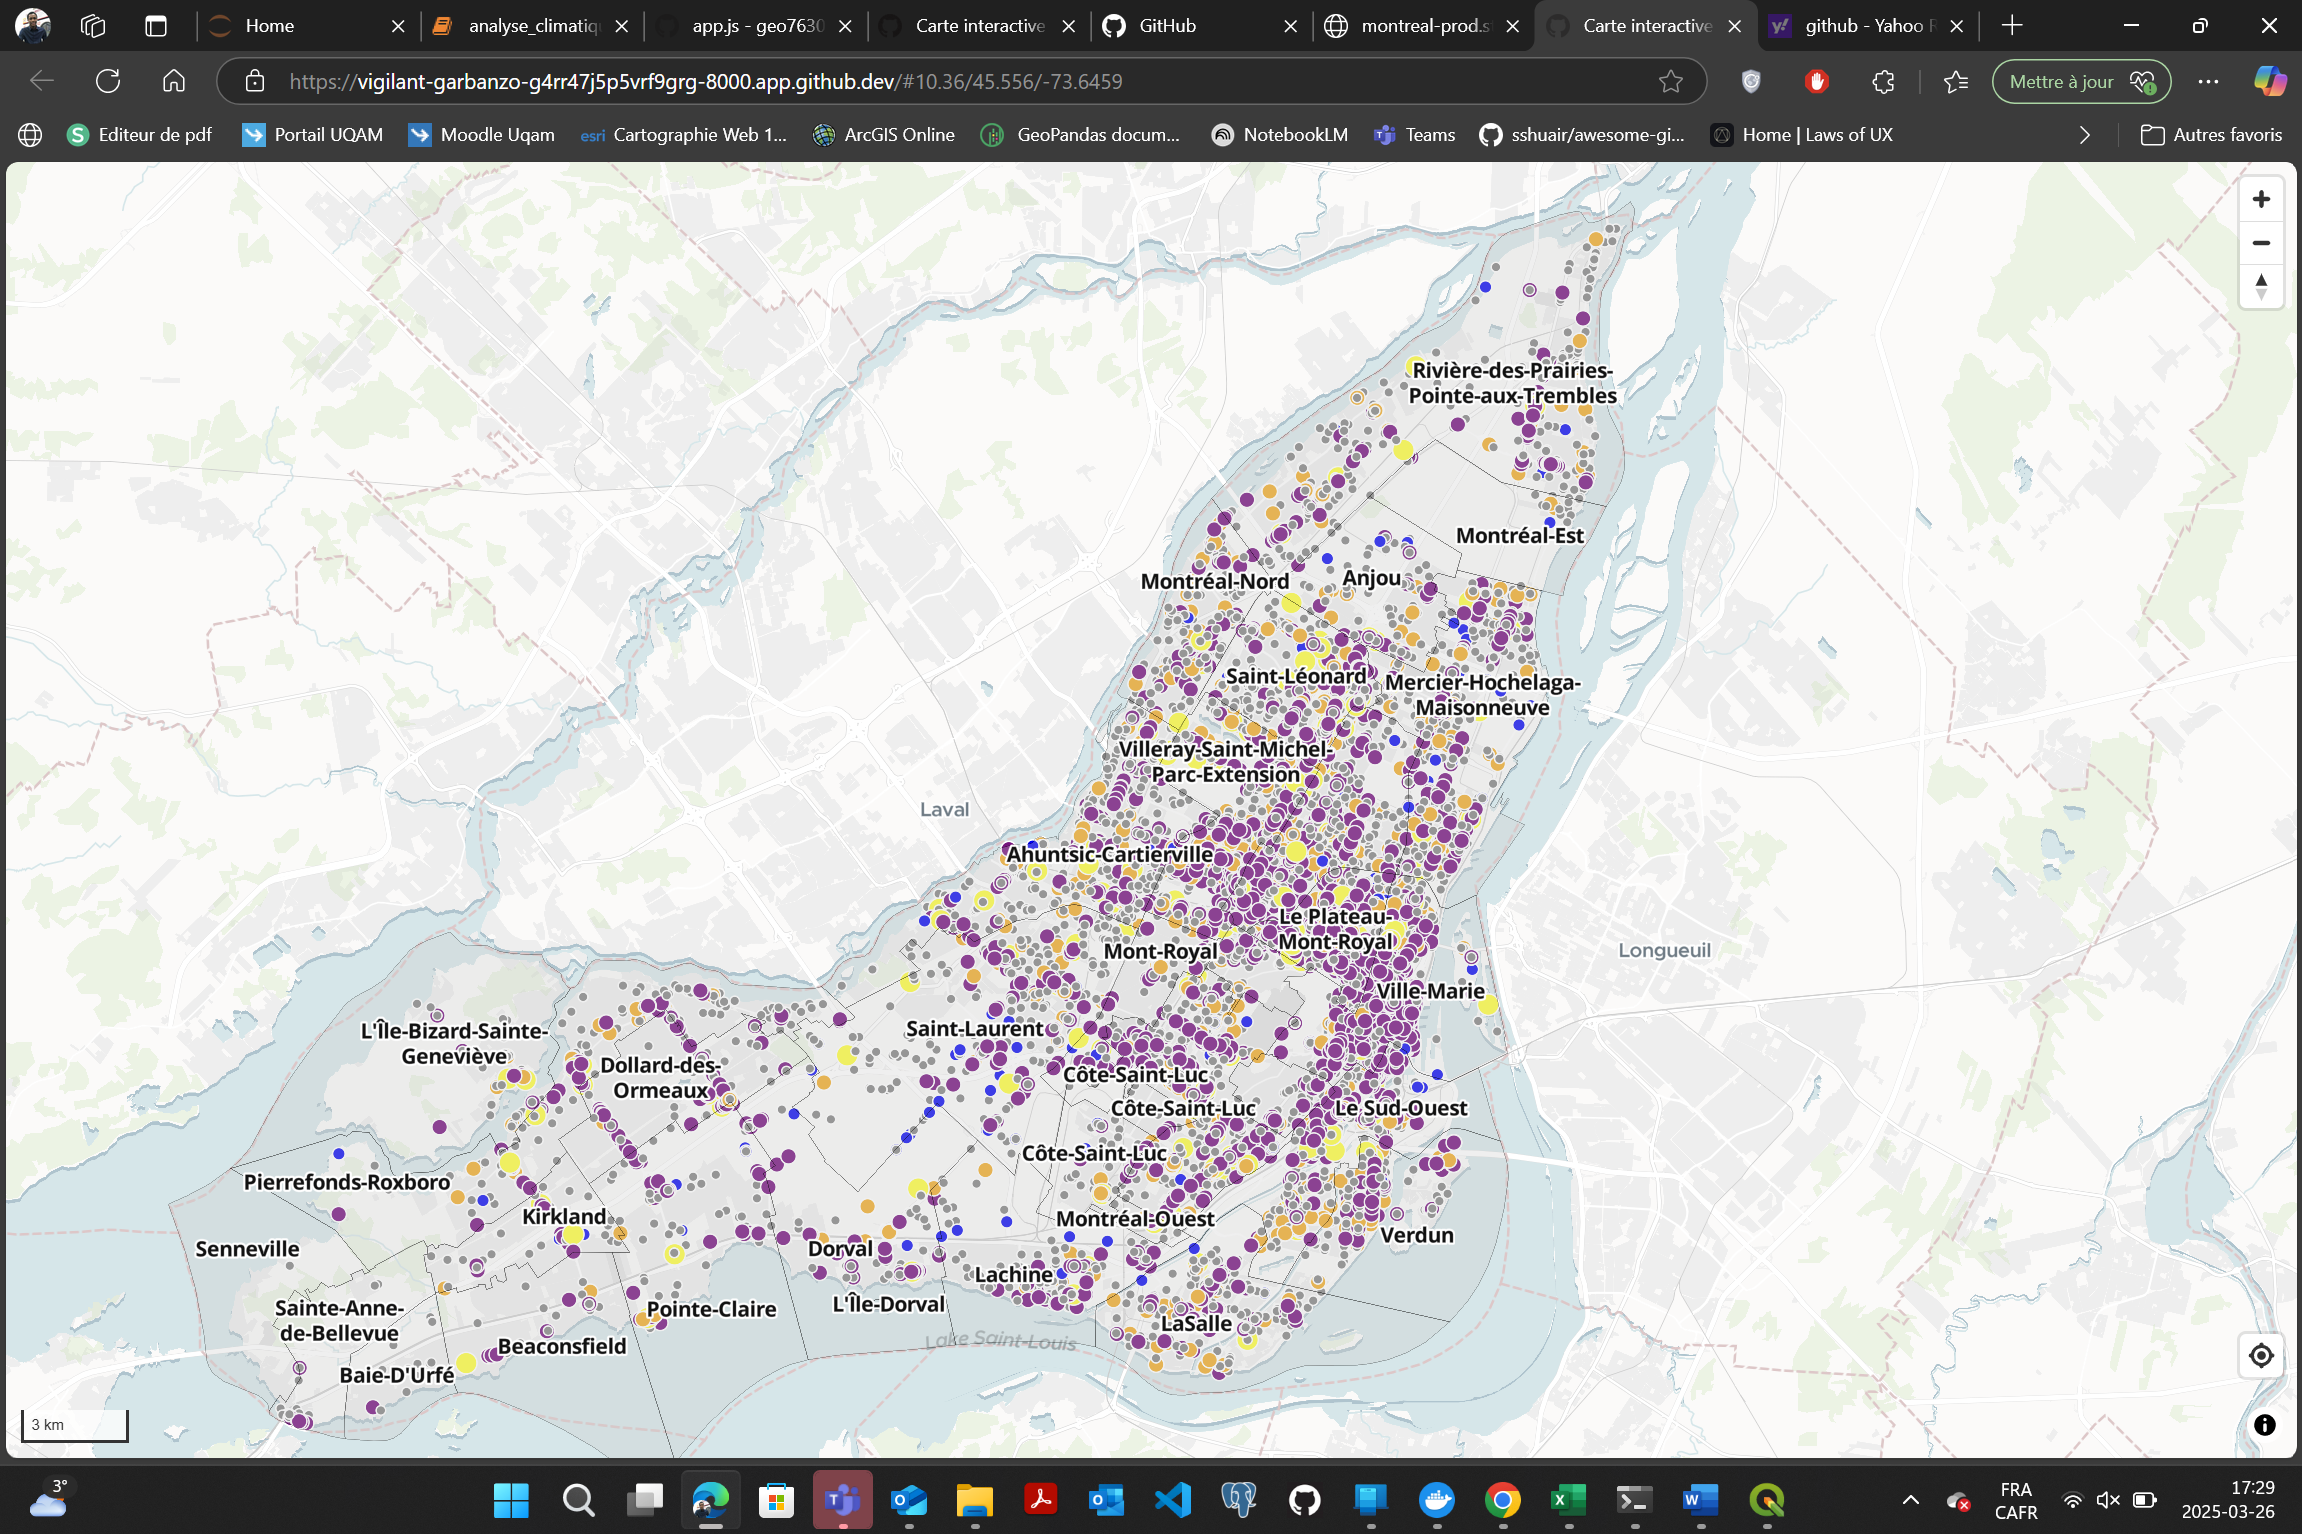 Home
analyse_climatiq
app.js - geo7630
Carte interactive
GitHub
montreal-prod.s
Carte interactive
github - Yahoo R
https://vigilant-garbanzo-g4rr47j5p5vrf9grg-8000.app.github.dev/#10.36/45.556/-73.6459
Mettre à jour
Editeur de pdf
Portail UQAM
Moodle Uqam
esri Cartographie Web 1...
ArcGIS Online
GeoPandas docum...
NotebookLM
Teams
sshuair/awesome-gi...
Home | Laws of UX
Autres favoris
Rivière-des-Prairies-
Pointe-aux-Trembles
Montréal-Est
Montréal-Nord
Anjou
Saint-Léonard
Mercier-Hochelaga-
Maisonneuve
Villeray-Saint-Michel-
Parc-Extension
Laval
Ahuntsic-Cartierville
Le Plateau-
Mont-Royal
Mont-Royal
Longueuil
Ville-Marie
L'Île-Bizard-Sainte-
Geneviève
Saint-Laurent
Dollard-des-
Ormeaux
Côte-Saint-Luc
Côte-Saint-Luc
Le Sud-Ouest
Côte-Saint-Luc
Pierrefonds-Roxboro
Kirkland
Montréal-Ouest
Verdun
Senneville
Dorval
Lachine
L'Île-Dorval
Sainte-Anne-
de-Bellevue
Pointe-Claire
LaSalle
Beaconsfield
Lake Saint-Louis
Baie-D'Urfé
3 km
3°
FRA
CAFR
17:29
2025-03-26